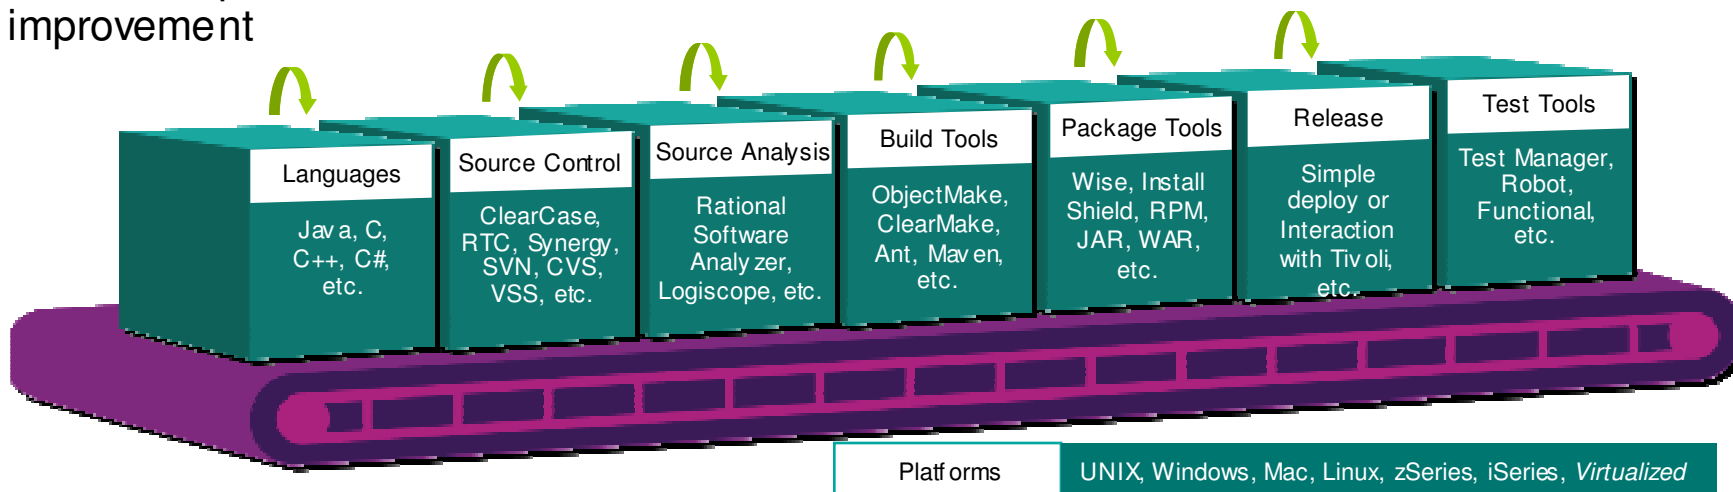 improvement
Languages
Java, C,
C++, C#,
etc.
Source Control
ClearCase,
RTC, Synergy,
SVN, CVS,
VSS, etc.
Source Analysis
Rational
Software
Analyzer,
Logiscope, etc.
Build Tools
ObjectMake,
ClearMake,
Ant, Maven,
etc.
Package Tools
Wise, Install
Shield, RPM,
JAR, WAR,
etc.
Release
Simple
deploy or
Interaction
with Tivoli,
etc.
Test Tools
Test Manager,
Robot,
Functional,
etc.
Platforms
UNIX, Windows, Mac, Linux, zSeries, iSeries, Virtualized